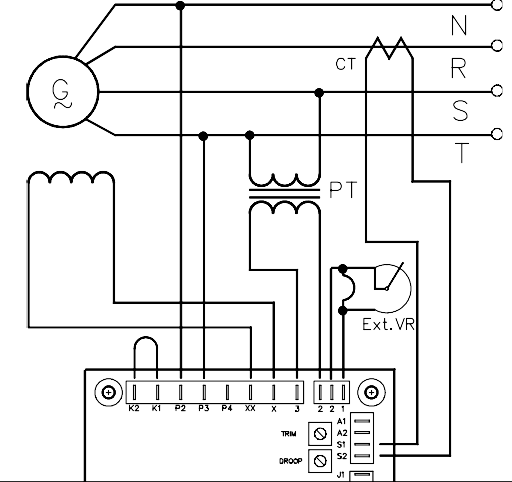 N
CT
R
G
S
T
PT
Ext.VR
K2 K1 P2 P3 P4 XX X 3 2 2 1
A1
TRIM A2
S1
DROOP S2
J1